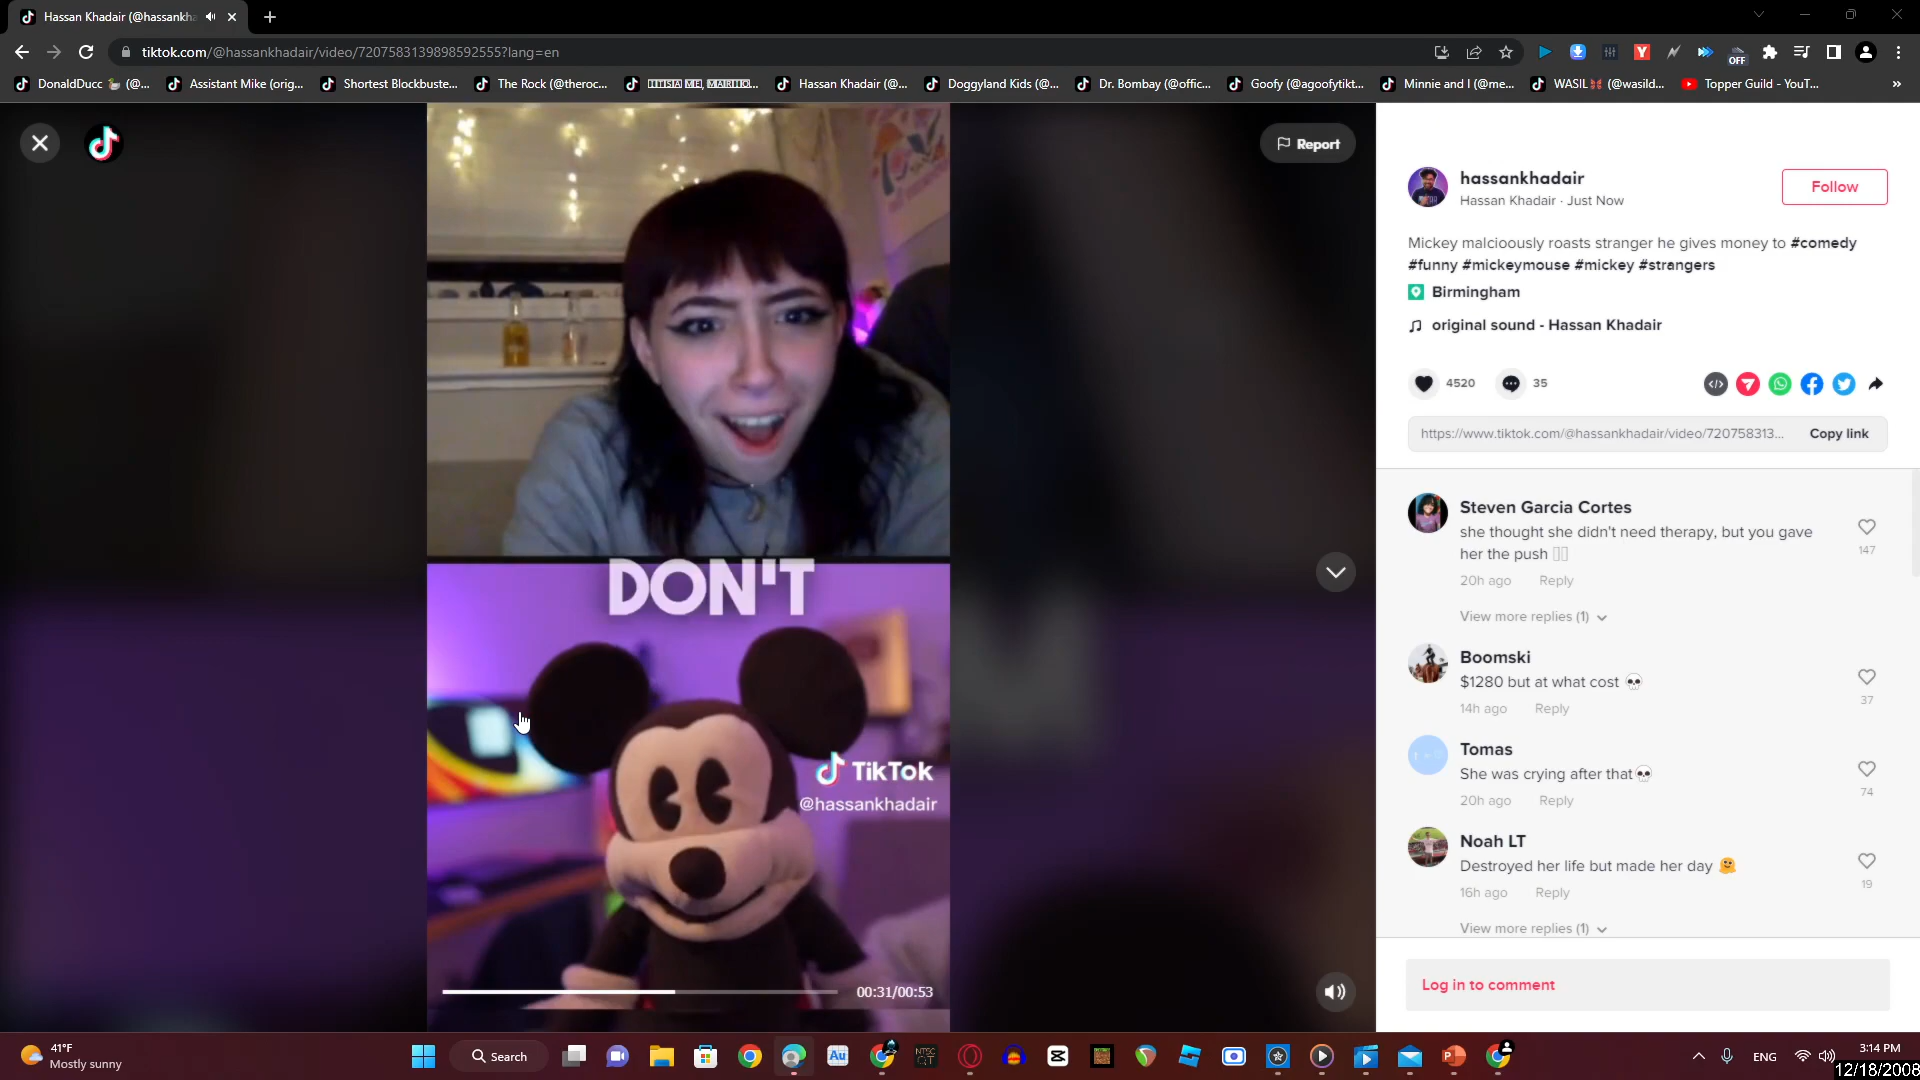 Hassan Khadair (@hassankha
tiktok.com/@hassankhadair/video/7207583139898592555?lang=en
OFF
DonaldDucc 🦆 (@...
Assistant Mike (orig...
Shortest Blockbuste...
The Rock (@theroc...
Hassan Khadair (@...
Doggyland Kids (@...
Dr. Bombay (@offic...
Goofy (@agoofytikt...
Minnie and I (@me...
WASIL (@wasild...
Topper Guild - YouT...
»
Report
DON'T
TikTok
@hassankhadair
00:31/00:53
hassankhadair
Hassan Khadair · Just Now
Follow
Mickey malcioously roasts stranger he gives money to #comedy
#funny #mickeymouse #mickey #strangers
Birmingham
original sound - Hassan Khadair
4520
35
https://www.tiktok.com/@hassankhadair/video/720758313...
Copy link
Steven Garcia Cortes
she thought she didn't need therapy, but you gave
her the push
147
20h ago Reply
View more replies (1)
Boomski
$1280 but at what cost 💀
37
14h ago Reply
Tomas
She was crying after that💀
74
20h ago Reply
Noah LT
Destroyed her life but made her day 🤗
19
16h ago Reply
View more replies (1)
Log in to comment
41°F
Mostly sunny
Search
Au
NTSC
ENG
3:14 PM
12/18/2008